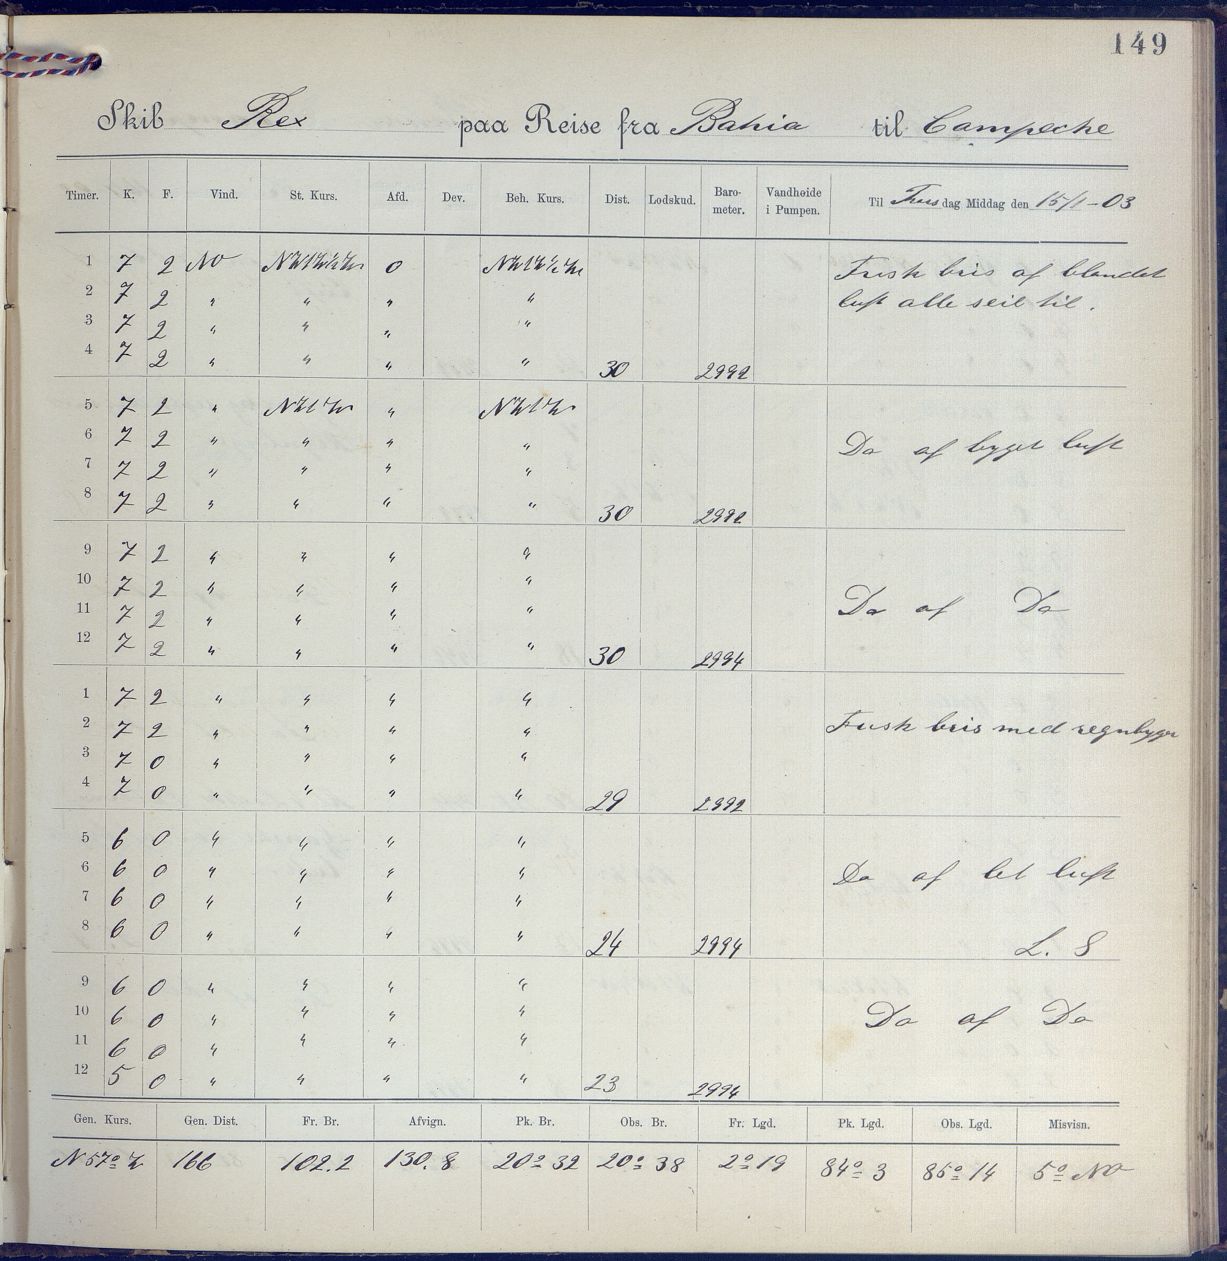 149
Skib Rex paa Reise fra Bahia til Campeche
Timer. K. F. Vind. St. Kurs. Afd. Dev. Beh. Kurs. Dist. Lodskud. Baro-meter. Vandhøide i Pumpen. Til Thorsdag Middag den 15/1-03
1 7 2 NO 0 Frisk bris af blandet
2 7 2 " " " " luft alle seil til.
3 7 2 " " " "
4 7 2 " " " " 30 2992
5 7 2 " "
6 7 2 " " " " Do af byget luft
7 7 2 " " " "
8 7 2 " " " " 30 2992
9 7 2 " " " "
10 7 2 " " " "
11 7 2 " " " " Do af Do
12 7 2 " " " " 30 2994
1 7 2 " " " "
2 7 2 " " " " Frisk bris med regnbyger
3 7 0 " " " "
4 7 0 " " " " 29 2992
5 6 0 " " " "
6 6 0 " " " " Do af let luft
7 6 0 " " " "
8 6 0 " " " " 24 2994 L. S
9 6 0 " " " "
10 6 0 " " " " Do af Do
11 6 0 " " " "
12 5 0 " " " " 23 2994
Gen. Kurs. Gen. Dist. Fr. Br. Afvign. Pk. Br. Obs. Br. Fr. Lgd. Pk. Lgd. Obs. Lgd. Misvisn.
N 57° V 166 102.2 130.8 20° 32 20° 38 2° 19 84° 3 85° 14 5° NO